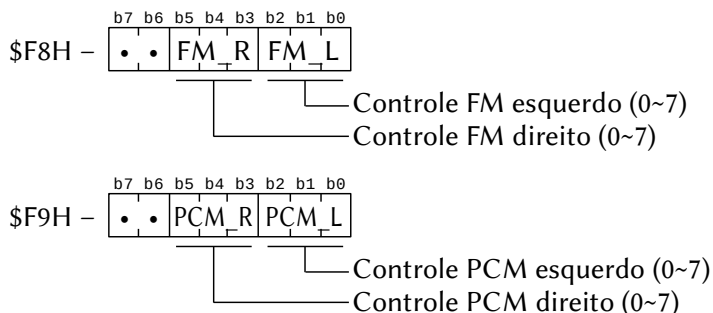 b7 b6 b5 b4 b3 b2 b1 b0
$F8H – • • FM_R FM_L
Controle FM esquerdo (0~7)
Controle FM direito (0~7)
b7 b6 b5 b4 b3 b2 b1 b0
$F9H – • • PCM_R PCM_L
Controle PCM esquerdo (0~7)
Controle PCM direito (0~7)